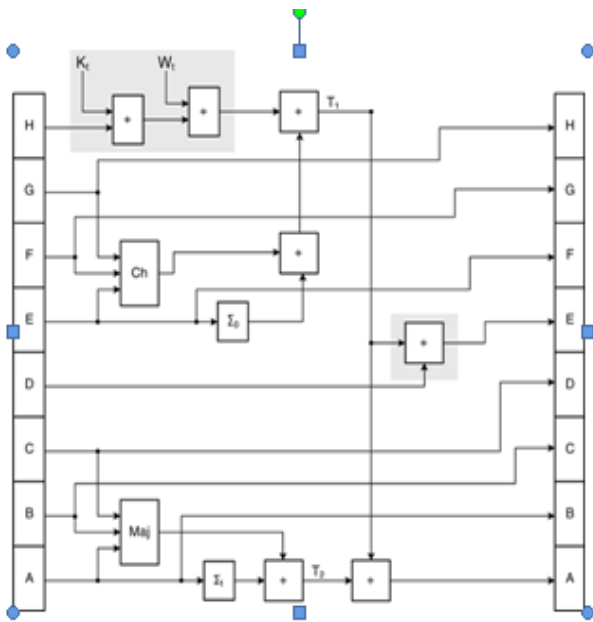 Kt
Wt
H
+
+
+
T1
H
G
G
F
Ch
+
F
E
Σ0
+
E
D
D
C
C
B
Maj
B
A
Σ1
+
T2
+
A